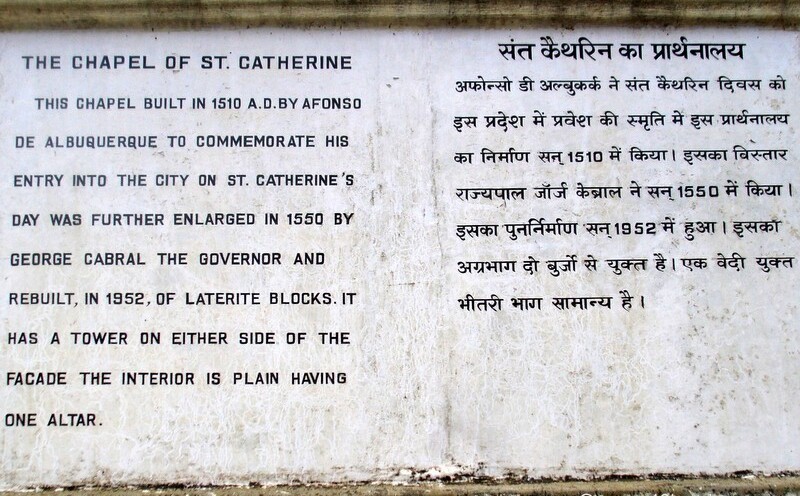 THE CHAPEL OF ST. CATHERINE
THIS CHAPEL BUILT IN 1510 A.D. BY AFONSO
DE ALBUQUERQUE TO COMMEMORATE HIS
ENTRY INTO THE CITY ON ST. CATHERINE'S
DAY WAS FURTHER ENLARGED IN 1550 BY
GEORGE CABRAL THE GOVERNOR AND
REBUILT, IN 1952, OF LATERITE BLOCKS. IT
HAS A TOWER ON EITHER SIDE OF THE
FACADE THE INTERIOR IS PLAIN HAVING
ONE ALTAR.
संत कैथरिन का प्रार्थनालय
अफोन्सो डी अल्बुकर्क ने संत कैथरिन दिवस को
इस प्रदेश में प्रवेश की स्मृति में इस प्रार्थनालय
का निर्माण सन् 1510 में किया। इसका विस्तार
राज्यपाल जॉर्ज केब्राल ने सन् 1550 में किया।
इसका पुनर्निर्माण सन् 1952 में हुआ। इसका
अग्रभाग दो बुर्जो से युक्त है। एक वेदी युक्त
भीतरी भाग सामान्य है।